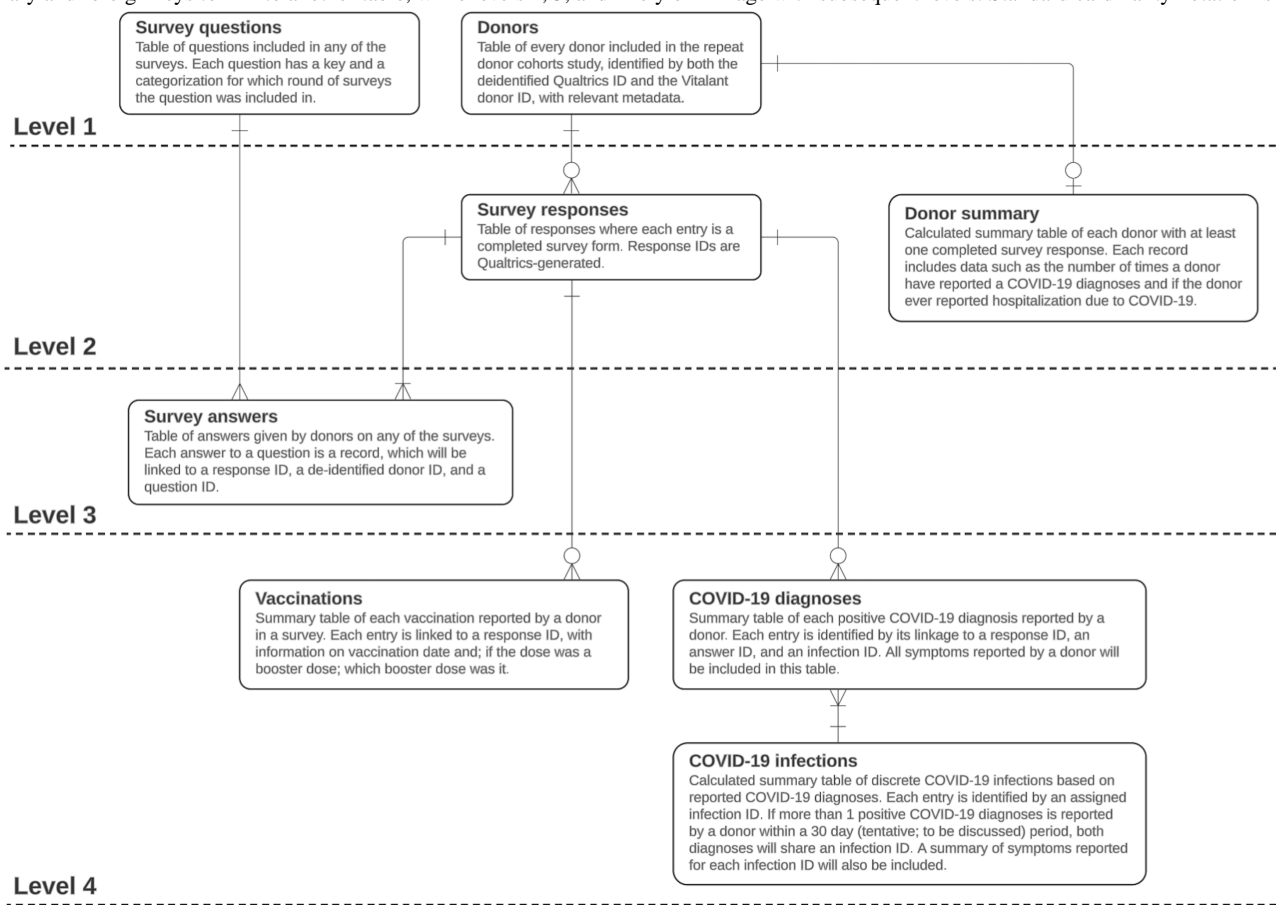 Survey questions
Table of questions included in any of the
surveys. Each question has a key and a
categorization for which round of surveys
the question was included in.
Donors
Table of every donor included in the repeat
donor cohorts study, identified by both the
deidentified Qualtrics ID and the Vitalant
donor ID, with relevant metadata.
Level 1
Survey responses
Table of responses where each entry is a
completed survey form. Response IDs are
Qualtrics-generated.
Donor summary
Calculated summary table of each donor with at least
one completed survey response. Each record
includes data such as the number of times a donor
have reported a COVID-19 diagnoses and if the donor
ever reported hospitalization due to COVID-19.
Level 2
Survey answers
Table of answers given by donors on any of the surveys.
Each answer to a question is a record, which will be
linked to a response ID, a de-identified donor ID, and a
question ID.
Level 3
Vaccinations
Summary table of each vaccination reported by a donor
in a survey. Each entry is linked to a response ID, with
information on vaccination date and; if the dose was a
booster dose; which booster dose was it.
COVID-19 diagnoses
Summary table of each positive COVID-19 diagnosis reported by a
donor. Each entry is identified by its linkage to a response ID, an
answer ID, and an infection ID. All symptoms reported by a donor will
be included in this table.
COVID-19 infections
Calculated summary table of discrete COVID-19 infections based on
reported COVID-19 diagnoses. Each entry is identified by an assigned
infection ID. If more than 1 positive COVID-19 diagnoses is reported
by a donor within a 30 day (tentative; to be discussed) period, both
diagnoses will share an infection ID. A summary of symptoms reported
for each infection ID will also be included.
Level 4